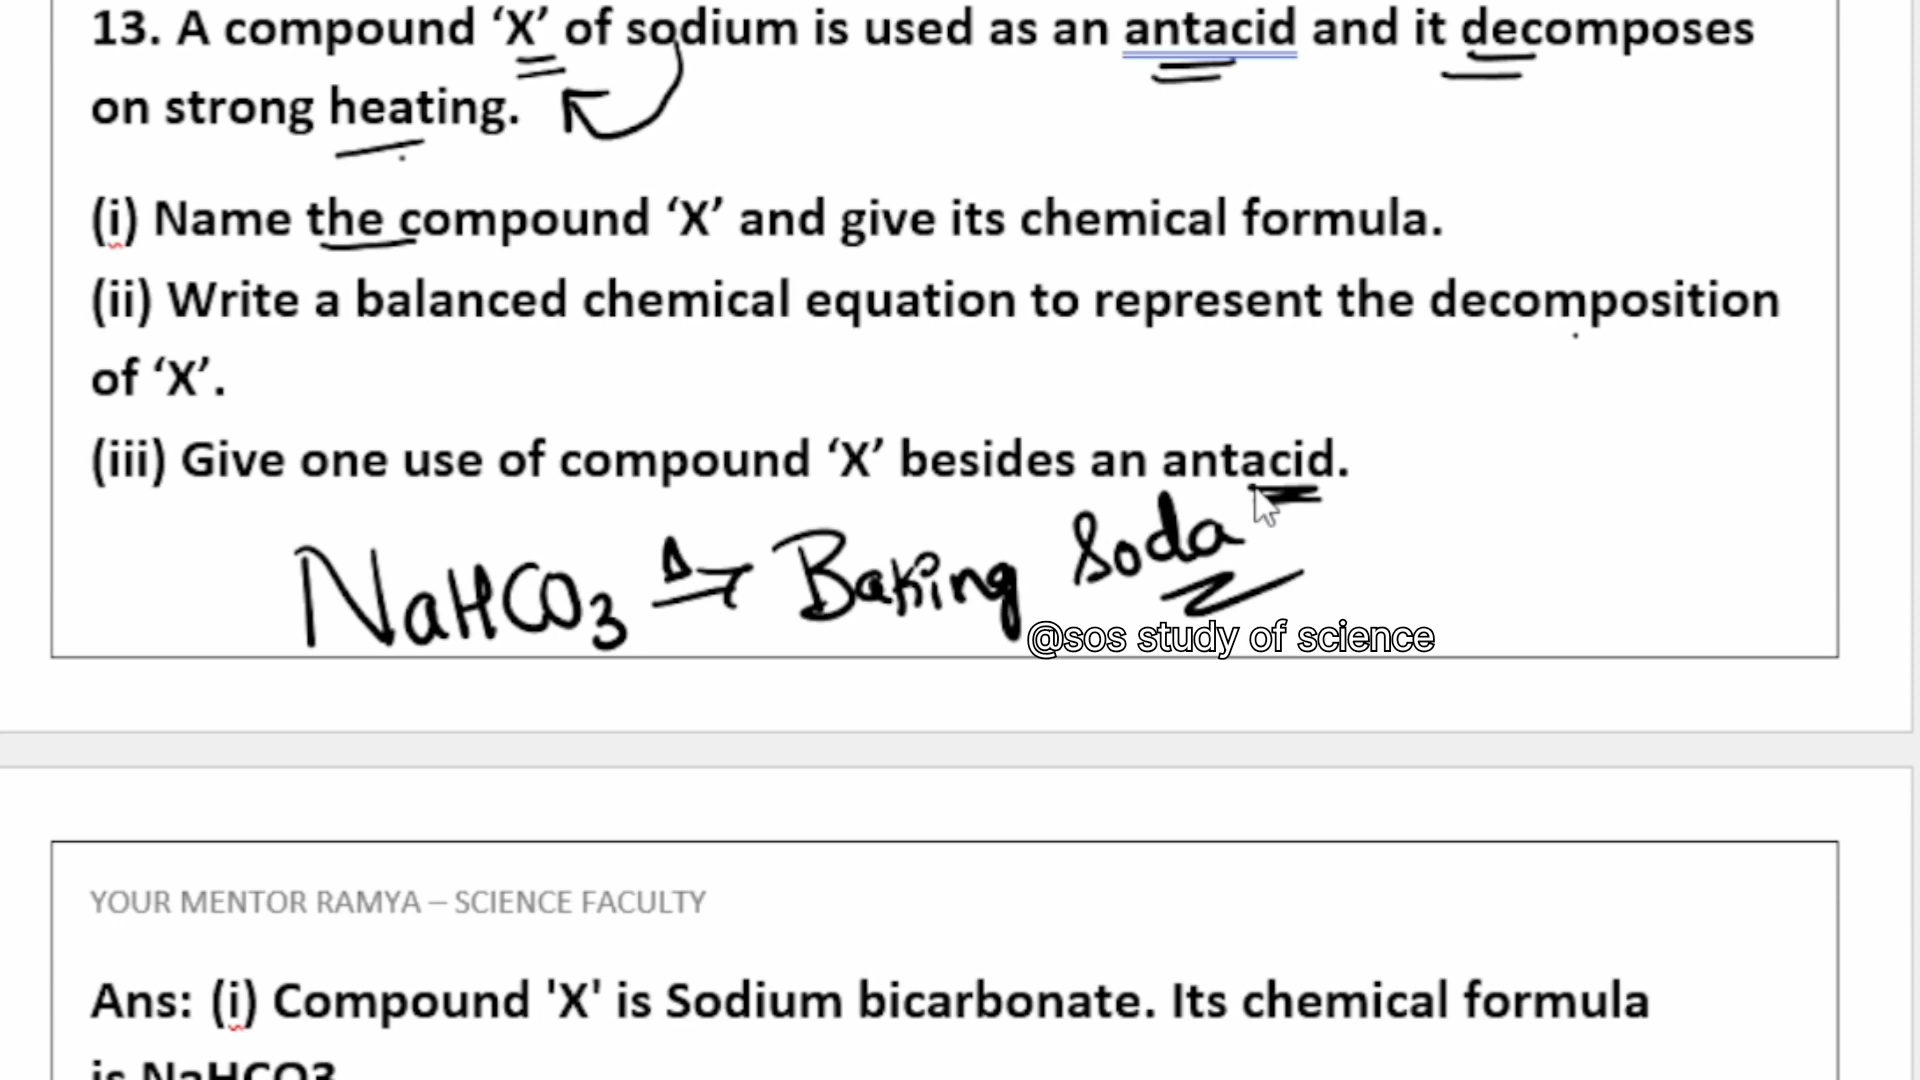 13. A compound ‘X’ of sodium is used as an antacid and it decomposes
on strong heating.
(i) Name the compound ‘X’ and give its chemical formula.
(ii) Write a balanced chemical equation to represent the decomposition
of ‘X’.
(iii) Give one use of compound ‘X’ besides an antacid.
NaHCO3 Δ→ Baking Soda
@sos study of science
YOUR MENTOR RAMYA – SCIENCE FACULTY
Ans: (i) Compound 'X' is Sodium bicarbonate. Its chemical formula
is NaHCO3